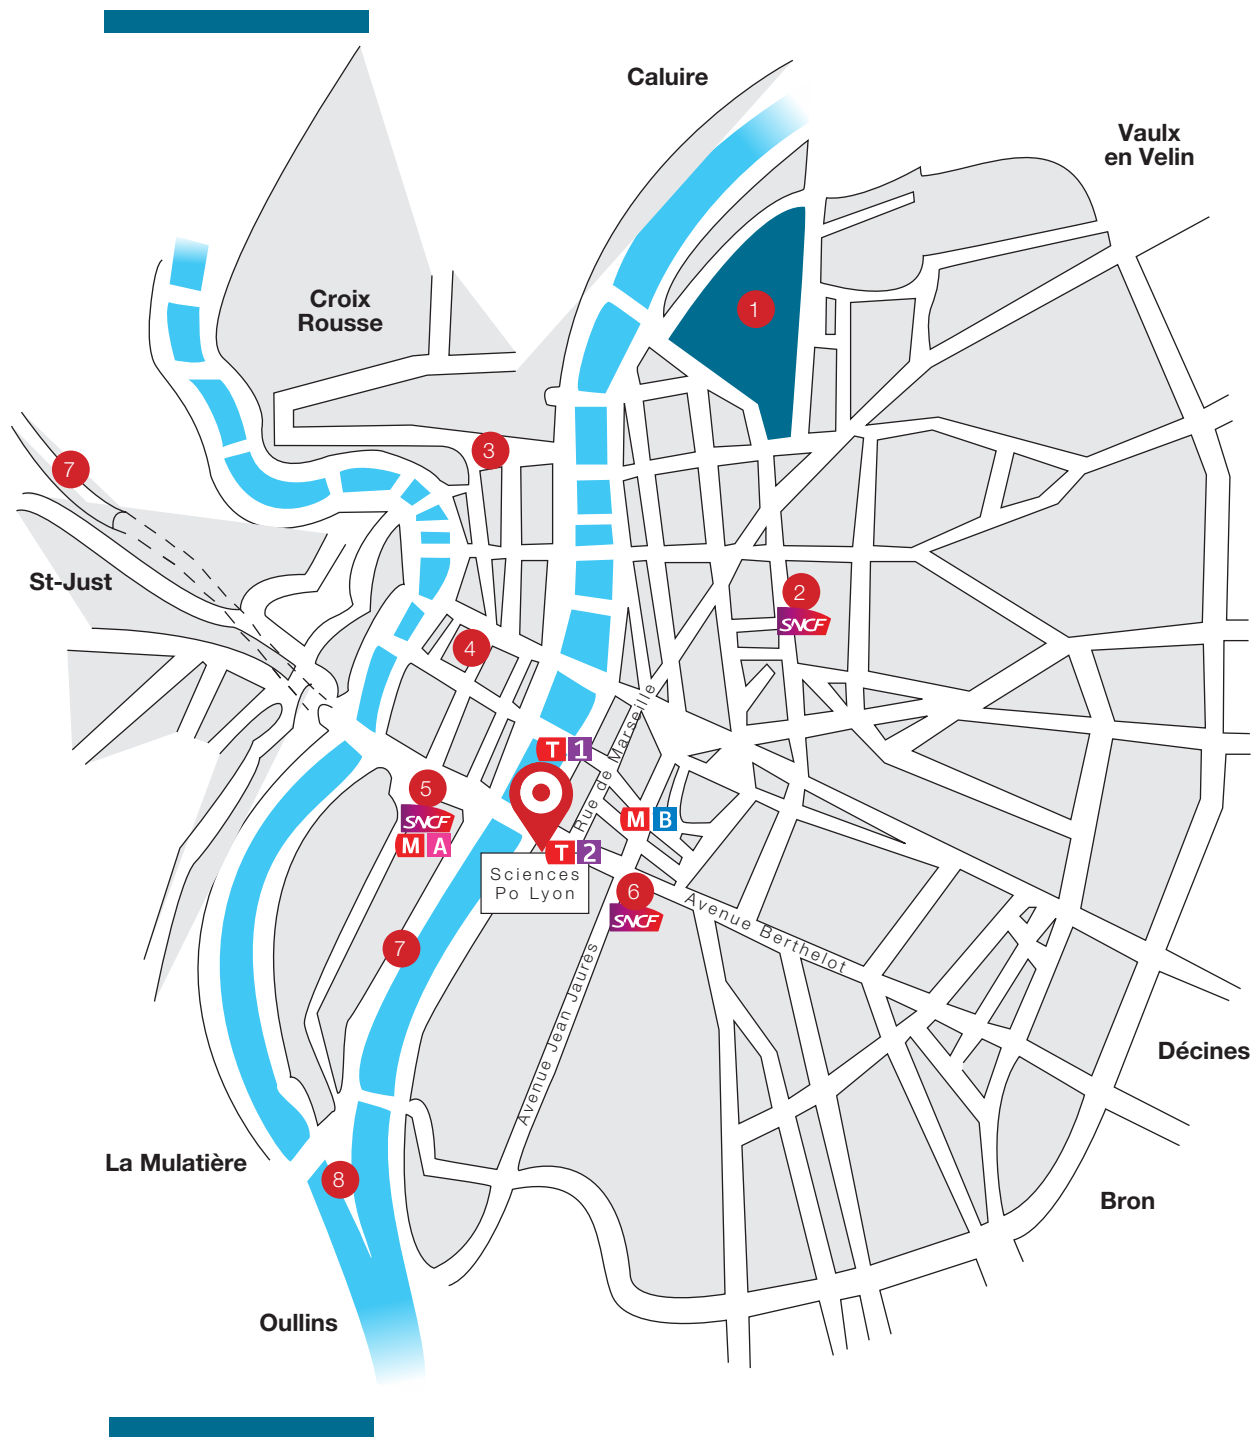 Caluire
Vaulx
en Velin
Croix
Rousse
1
3
7
St-Just
2
SNCF
4
Rue de Marseille
T 1
5
SNCF
M A
M B
T 2
Sciences
Po Lyon
6
SNCF
Avenue Berthelot
7
Avenue Jean Jaurès
Décines
La Mulatière
8
Bron
Oullins